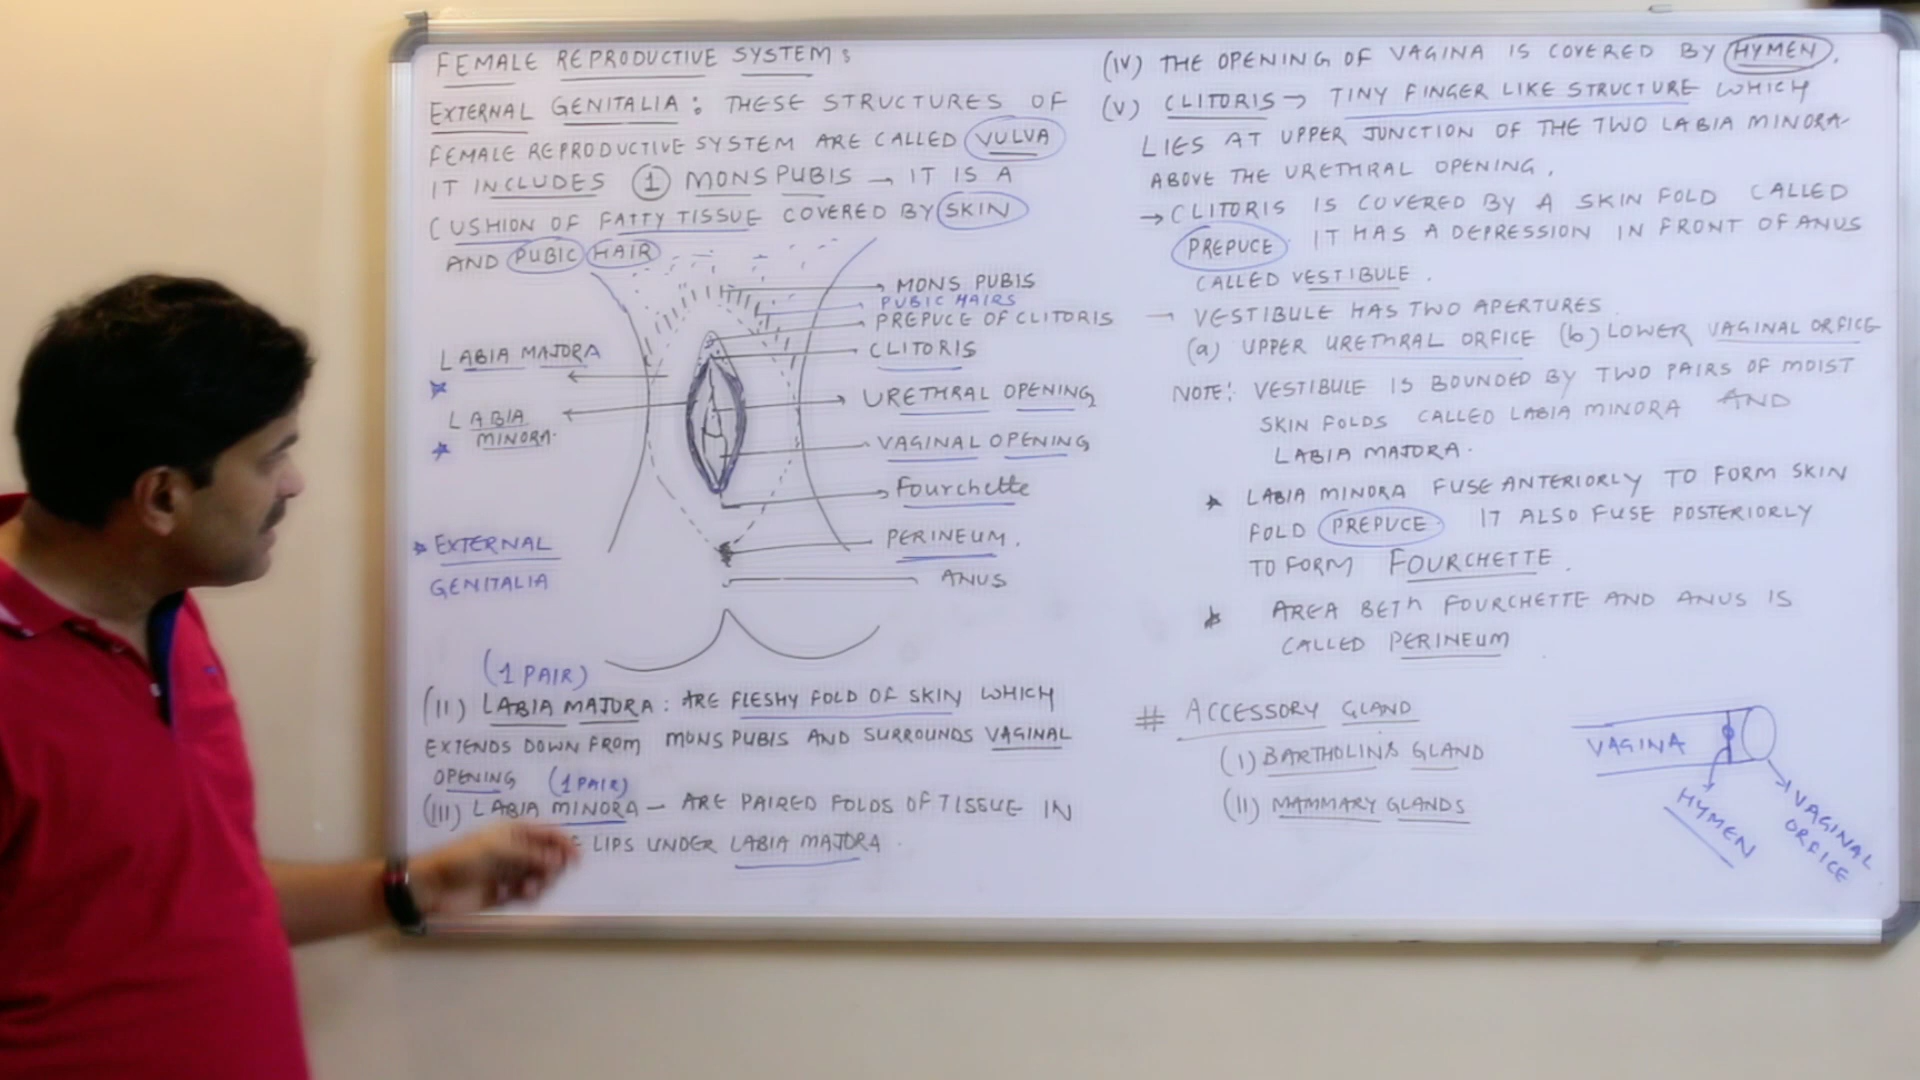 FEMALE REPRODUCTIVE SYSTEM:
EXTERNAL GENITALIA: THESE STRUCTURES OF
FEMALE REPRODUCTIVE SYSTEM ARE CALLED VULVA
IT INCLUDES 1 MONS PUBIS → IT IS A
CUSHION OF FATTY TISSUE COVERED BY SKIN
AND PUBIC HAIR
MONS PUBIS
PUBIC HAIRS
PREPUCE OF CLITORIS
CLITORIS
URETHRAL OPENING
VAGINAL OPENING
Fourchette
PERINEUM.
ANUS
LABIA MAJORA
LABIA
MINORA.
EXTERNAL
GENITALIA
(1 PAIR)
(II) LABIA MAJORA: ARE FLESHY FOLD OF SKIN WHICH
EXTENDS DOWN FROM MONS PUBIS AND SURROUNDS VAGINAL
OPENING (1 PAIR)
(III) LABIA MINORA – ARE PAIRED FOLDS OF TISSUE IN
LIPS UNDER LABIA MAJORA.
(IV) THE OPENING OF VAGINA IS COVERED BY HYMEN.
(V) CLITORIS → TINY FINGER LIKE STRUCTURE WHICH
LIES AT UPPER JUNCTION OF THE TWO LABIA MINORA
ABOVE THE URETHRAL OPENING.
→ CLITORIS IS COVERED BY A SKIN FOLD CALLED
PREPUCE. IT HAS A DEPRESSION IN FRONT OF ANUS
CALLED VESTIBULE.
→ VESTIBULE HAS TWO APERTURES
(a) UPPER URETHRAL ORFICE (b) LOWER VAGINAL ORFICE
NOTE: VESTIBULE IS BOUNDED BY TWO PAIRS OF MOIST
SKIN FOLDS CALLED LABIA MINORA AND
LABIA MAJORA.
★ LABIA MINORA FUSE ANTERIORLY TO FORM SKIN
FOLD PREPUCE. IT ALSO FUSE POSTERIORLY
TO FORM FOURCHETTE.
★ AREA BETn FOURCHETTE AND ANUS IS
CALLED PERINEUM
# ACCESSORY GLAND
(I) BARTHOLIN'S GLAND
(II) MAMMARY GLANDS
VAGINA
HYMEN
VAGINAL
ORFICE